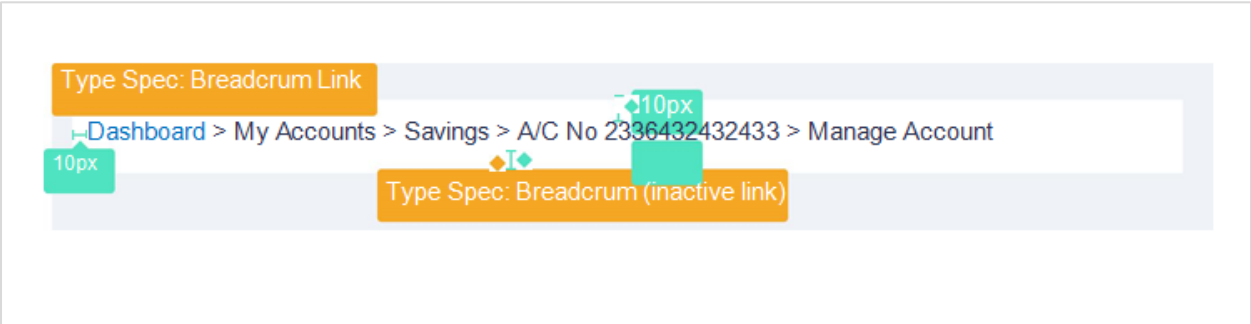 Type Spec: Breadcrum Link
10px
Dashboard > My Accounts > Savings > A/C No 2336432432433 > Manage Account
10px
Type Spec: Breadcrum (inactive link)